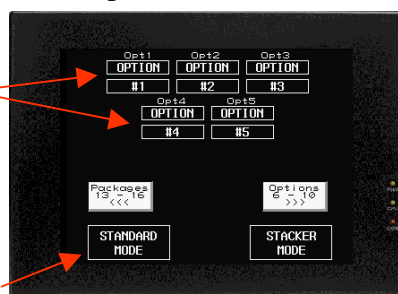 Opt1 Opt2 Opt3
OPTION OPTION OPTION
#1 #2 #3
Opt4 Opt5
OPTION OPTION
#4 #5
Packages Options
13 - 16 6 - 10
<<< >>>
STANDARD STACKER
MODE MODE